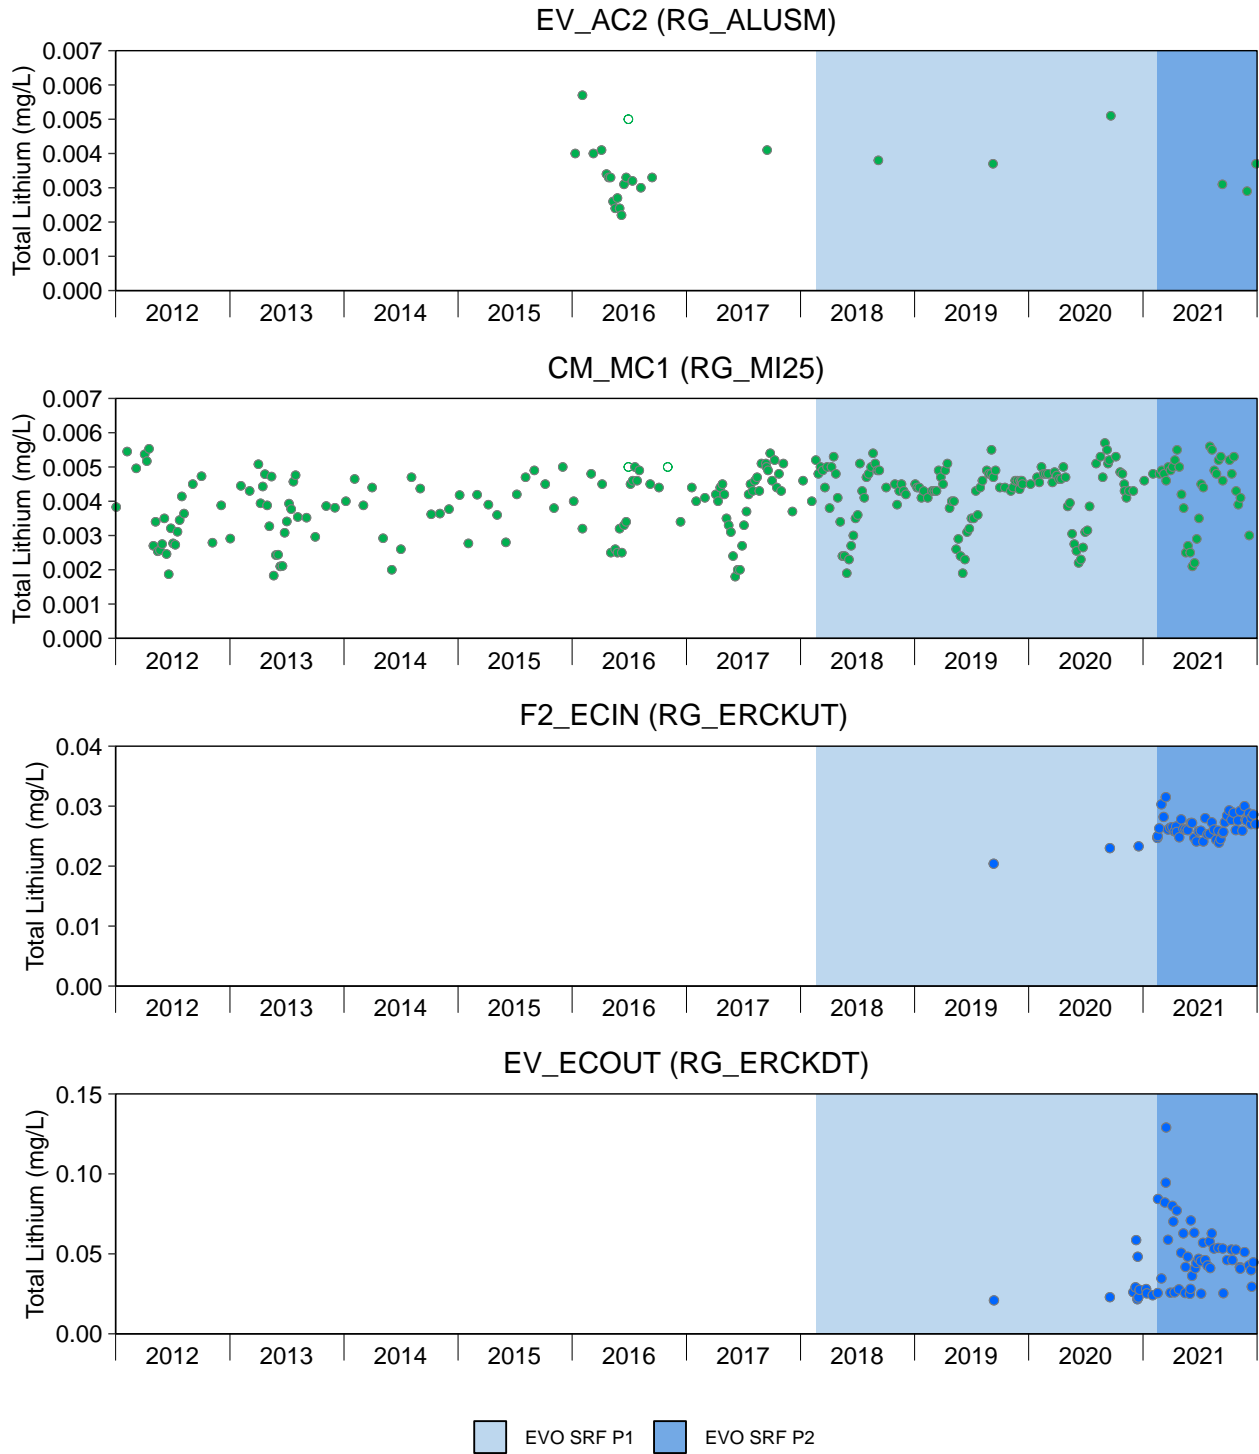 EV_AC2 (RG_ALUSM)
Total Lithium (mg/L)
0.007
0.006
0.005
0.004
0.003
0.002
0.001
0.000
2012 2013 2014 2015 2016 2017 2018 2019 2020 2021
CM_MC1 (RG_MI25)
Total Lithium (mg/L)
0.007
0.006
0.005
0.004
0.003
0.002
0.001
0.000
2012 2013 2014 2015 2016 2017 2018 2019 2020 2021
F2_ECIN (RG_ERCKUT)
Total Lithium (mg/L)
0.04
0.03
0.02
0.01
0.00
2012 2013 2014 2015 2016 2017 2018 2019 2020 2021
EV_ECOUT (RG_ERCKDT)
Total Lithium (mg/L)
0.15
0.10
0.05
0.00
2012 2013 2014 2015 2016 2017 2018 2019 2020 2021
EVO SRF P1 EVO SRF P2